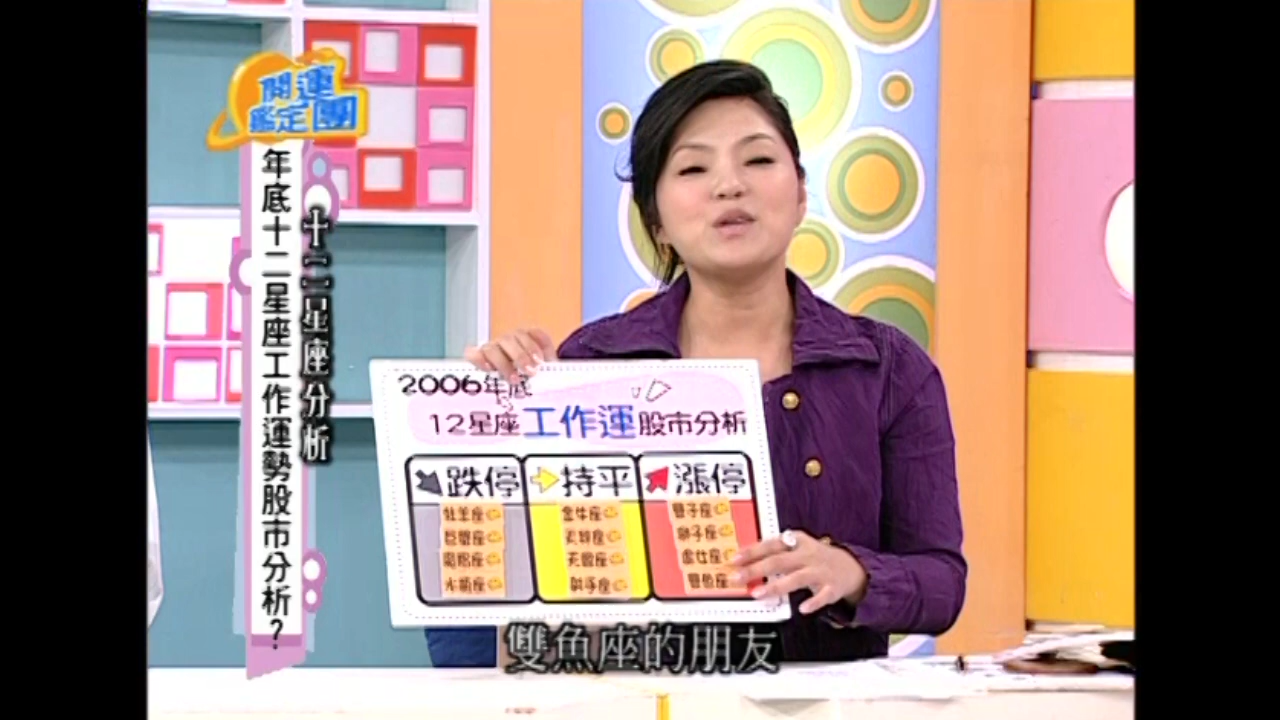 開運
鑑定團
十二星座分析
年底十二星座工作運勢股市分析?
2006年底
12星座工作運股市分析
跌停
持平
漲停
牡羊座
巨蟹座
魔羯座
水瓶座
金牛座
天秤座
天蠍座
射手座
雙子座
獅子座
處女座
雙魚座
雙魚座的朋友